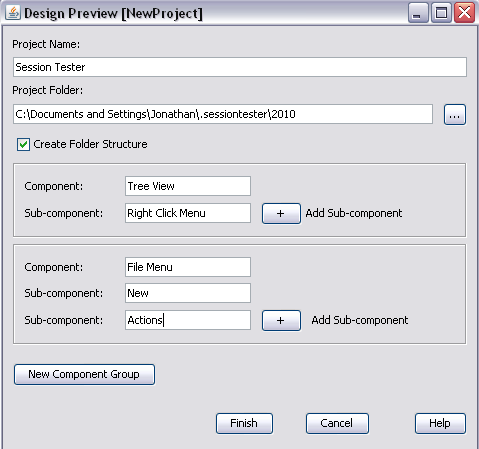 Design Preview [NewProject]
Project Name:
Session Tester
Project Folder:
C:\Documents and Settings\Jonathan\.sessiontester\2010
...
Create Folder Structure
Component: Tree View
Sub-component: Right Click Menu + Add Sub-component
Component: File Menu
Sub-component: New
Sub-component: Actions + Add Sub-component
New Component Group
Finish Cancel Help